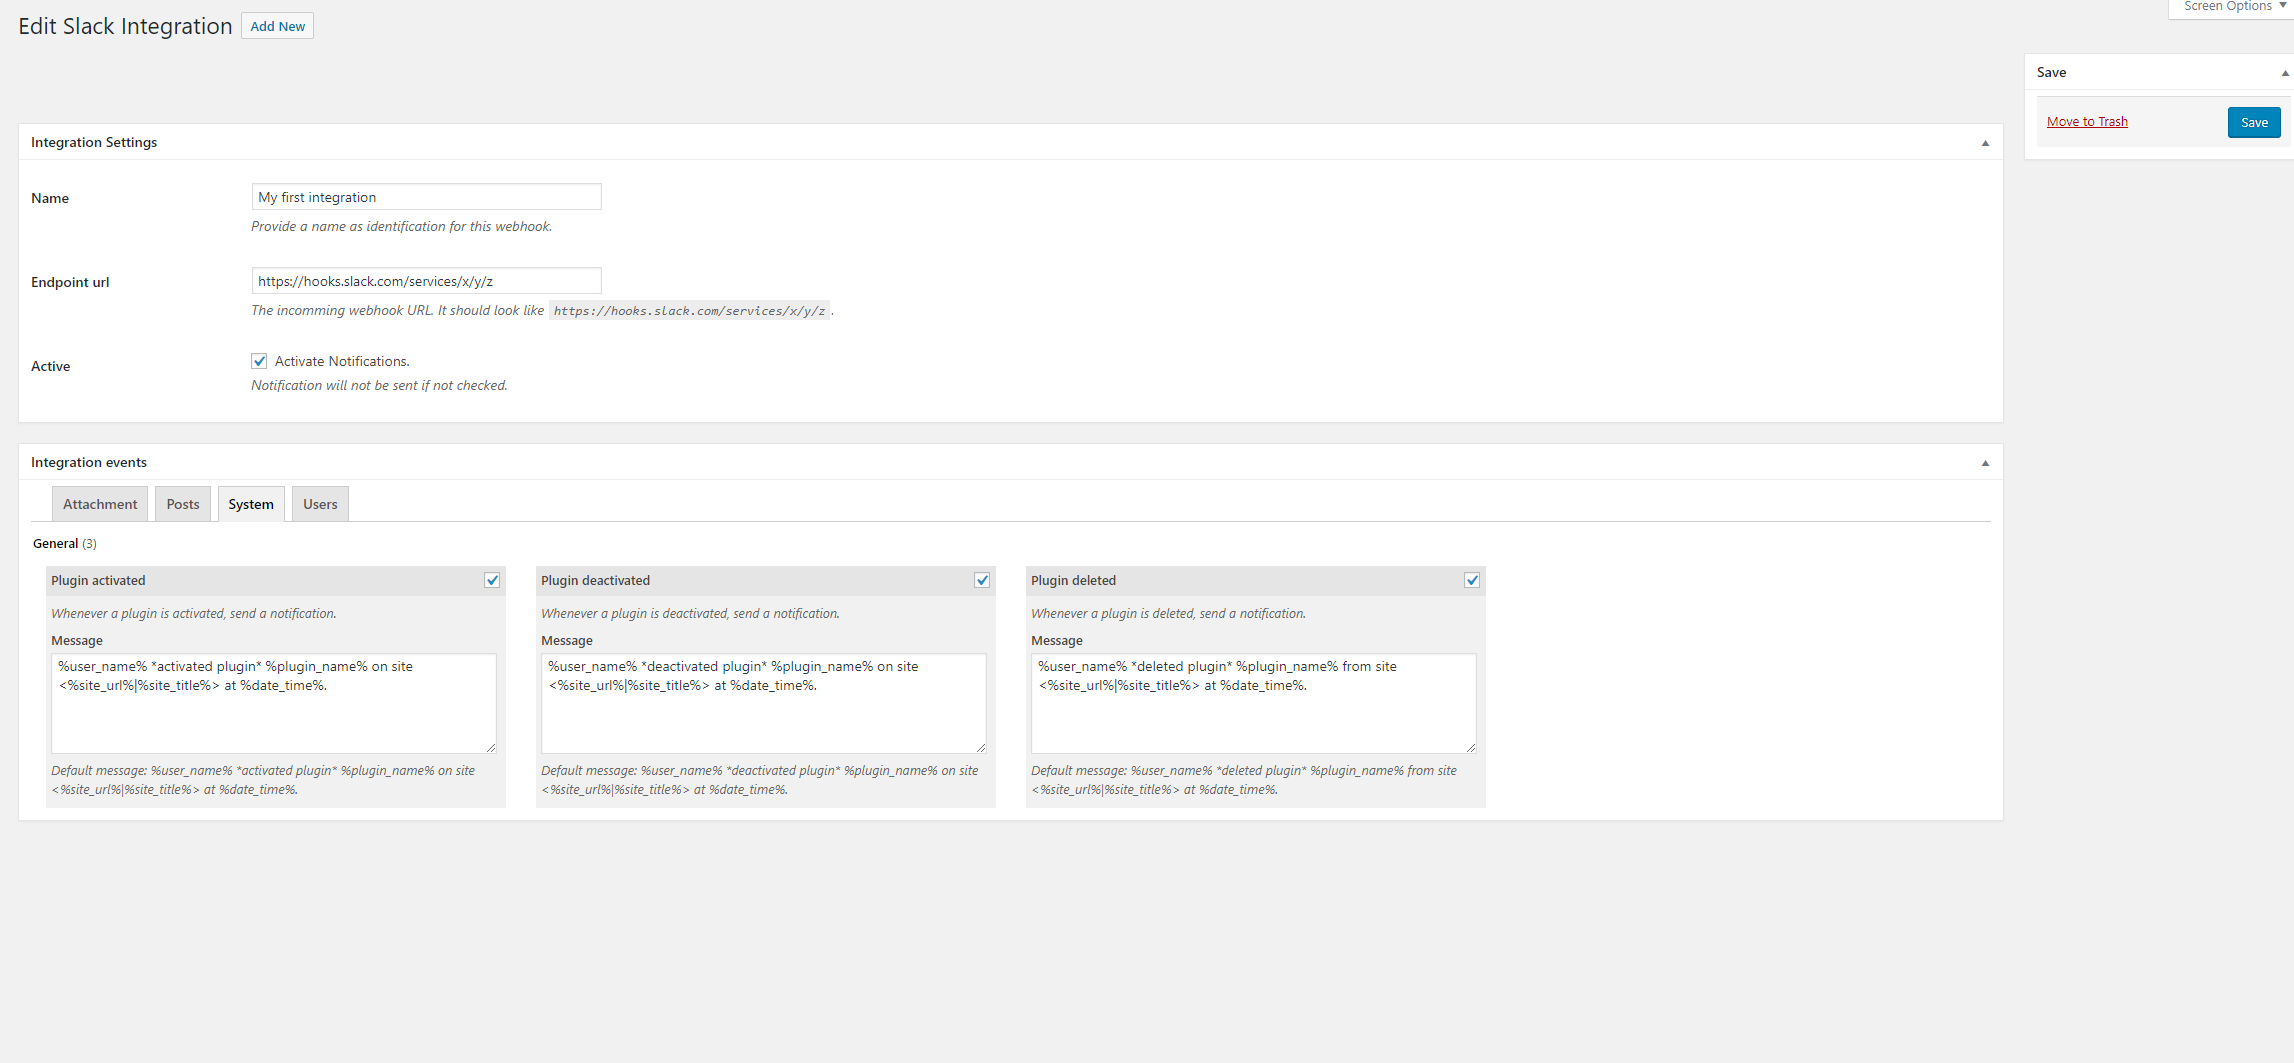 Screen Options
Edit Slack Integration Add New
Save
Move to Trash Save
Integration Settings
Name My first integration
Provide a name as identification for this webhook.
Endpoint url https://hooks.slack.com/services/x/y/z
The incomming webhook URL. It should look like https://hooks.slack.com/services/x/y/z .
Active Activate Notifications.
Notification will not be sent if not checked.
Integration events
Attachment Posts System Users
General (3)
Plugin activated
Whenever a plugin is activated, send a notification.
Message
%user_name% *activated plugin* %plugin_name% on site
<%site_url%|%site_title%> at %date_time%.
Default message: %user_name% *activated plugin* %plugin_name% on site
<%site_url%|%site_title%> at %date_time%.
Plugin deactivated
Whenever a plugin is deactivated, send a notification.
Message
%user_name% *deactivated plugin* %plugin_name% on site
<%site_url%|%site_title%> at %date_time%.
Default message: %user_name% *deactivated plugin* %plugin_name% on site
<%site_url%|%site_title%> at %date_time%.
Plugin deleted
Whenever a plugin is deleted, send a notification.
Message
%user_name% *deleted plugin* %plugin_name% from site
<%site_url%|%site_title%> at %date_time%.
Default message: %user_name% *deleted plugin* %plugin_name% from site
<%site_url%|%site_title%> at %date_time%.